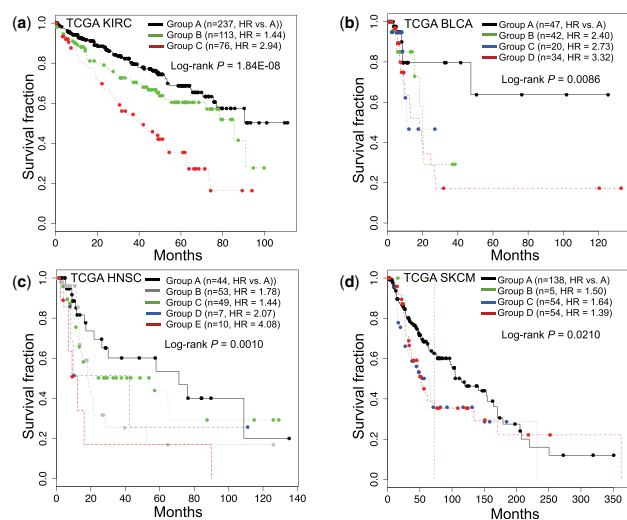 (a) TCGA KIRC
Group A (n=237, HR vs. A)
Group B (n=113, HR = 1.44)
Group C (n=76, HR = 2.94)
Log-rank P = 1.84E-08
Survival fraction
0.0 0.2 0.4 0.6 0.8 1.0
0 20 40 60 80 100
Months
(b) TCGA BLCA
Group A (n=47, HR vs. A)
Group B (n=42, HR = 2.40)
Group C (n=20, HR = 2.73)
Group D (n=34, HR = 3.32)
Log-rank P = 0.0086
Survival fraction
0.0 0.2 0.4 0.6 0.8 1.0
0 20 40 60 80 100 120
Months
(c) TCGA HNSC
Group A (n=44, HR vs. A))
Group B (n=53, HR = 1.78)
Group C (n=49, HR = 1.44)
Group D (n=7, HR = 2.07)
Group E (n=10, HR = 4.08)
Log-rank P = 0.0010
Survival fraction
0.0 0.2 0.4 0.6 0.8 1.0
0 20 40 60 80 100 120 140
Months
(d) TCGA SKCM
Group A (n=138, HR vs. A)
Group B (n=5, HR = 1.50)
Group C (n=54, HR = 1.64)
Group D (n=54, HR = 1.39)
Log-rank P = 0.0210
Survival fraction
0.0 0.2 0.4 0.6 0.8 1.0
0 50 100 150 200 250 300 350
Months